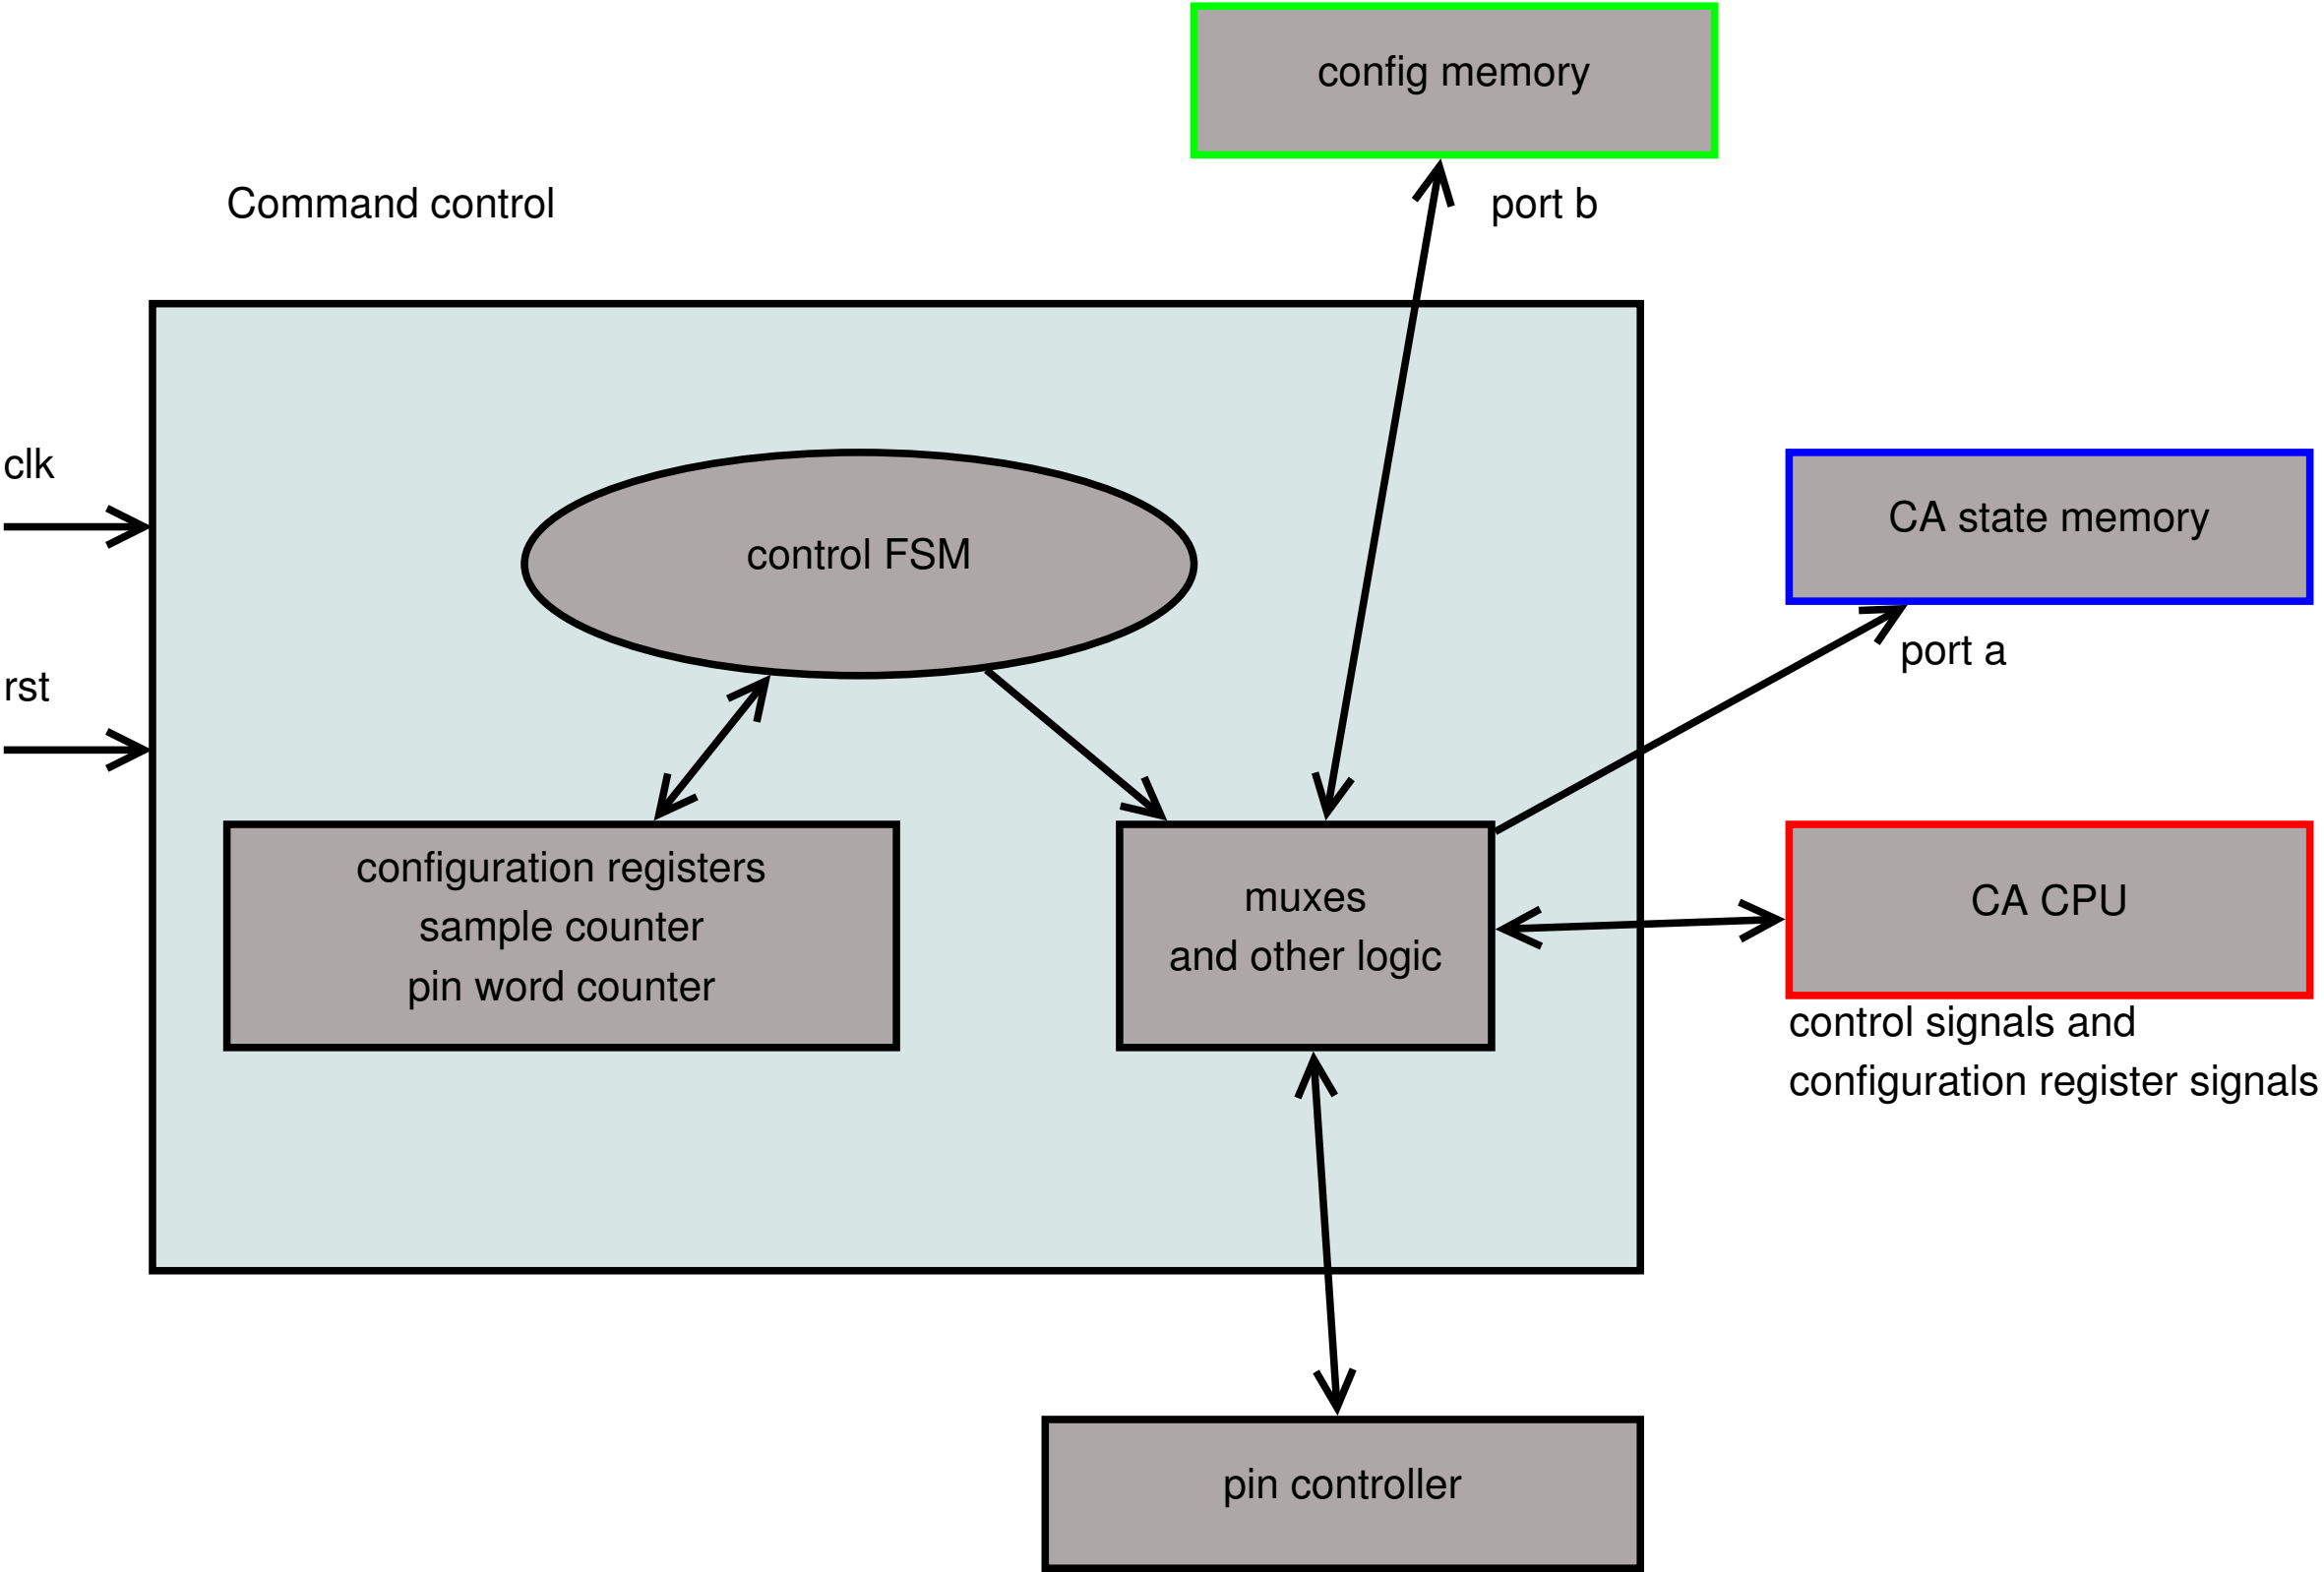 config memory
Command control
port b
clk
control FSM
CA state memory
port a
rst
configuration registers
sample counter
pin word counter
muxes
and other logic
CA CPU
control signals and
configuration register signals
pin controller